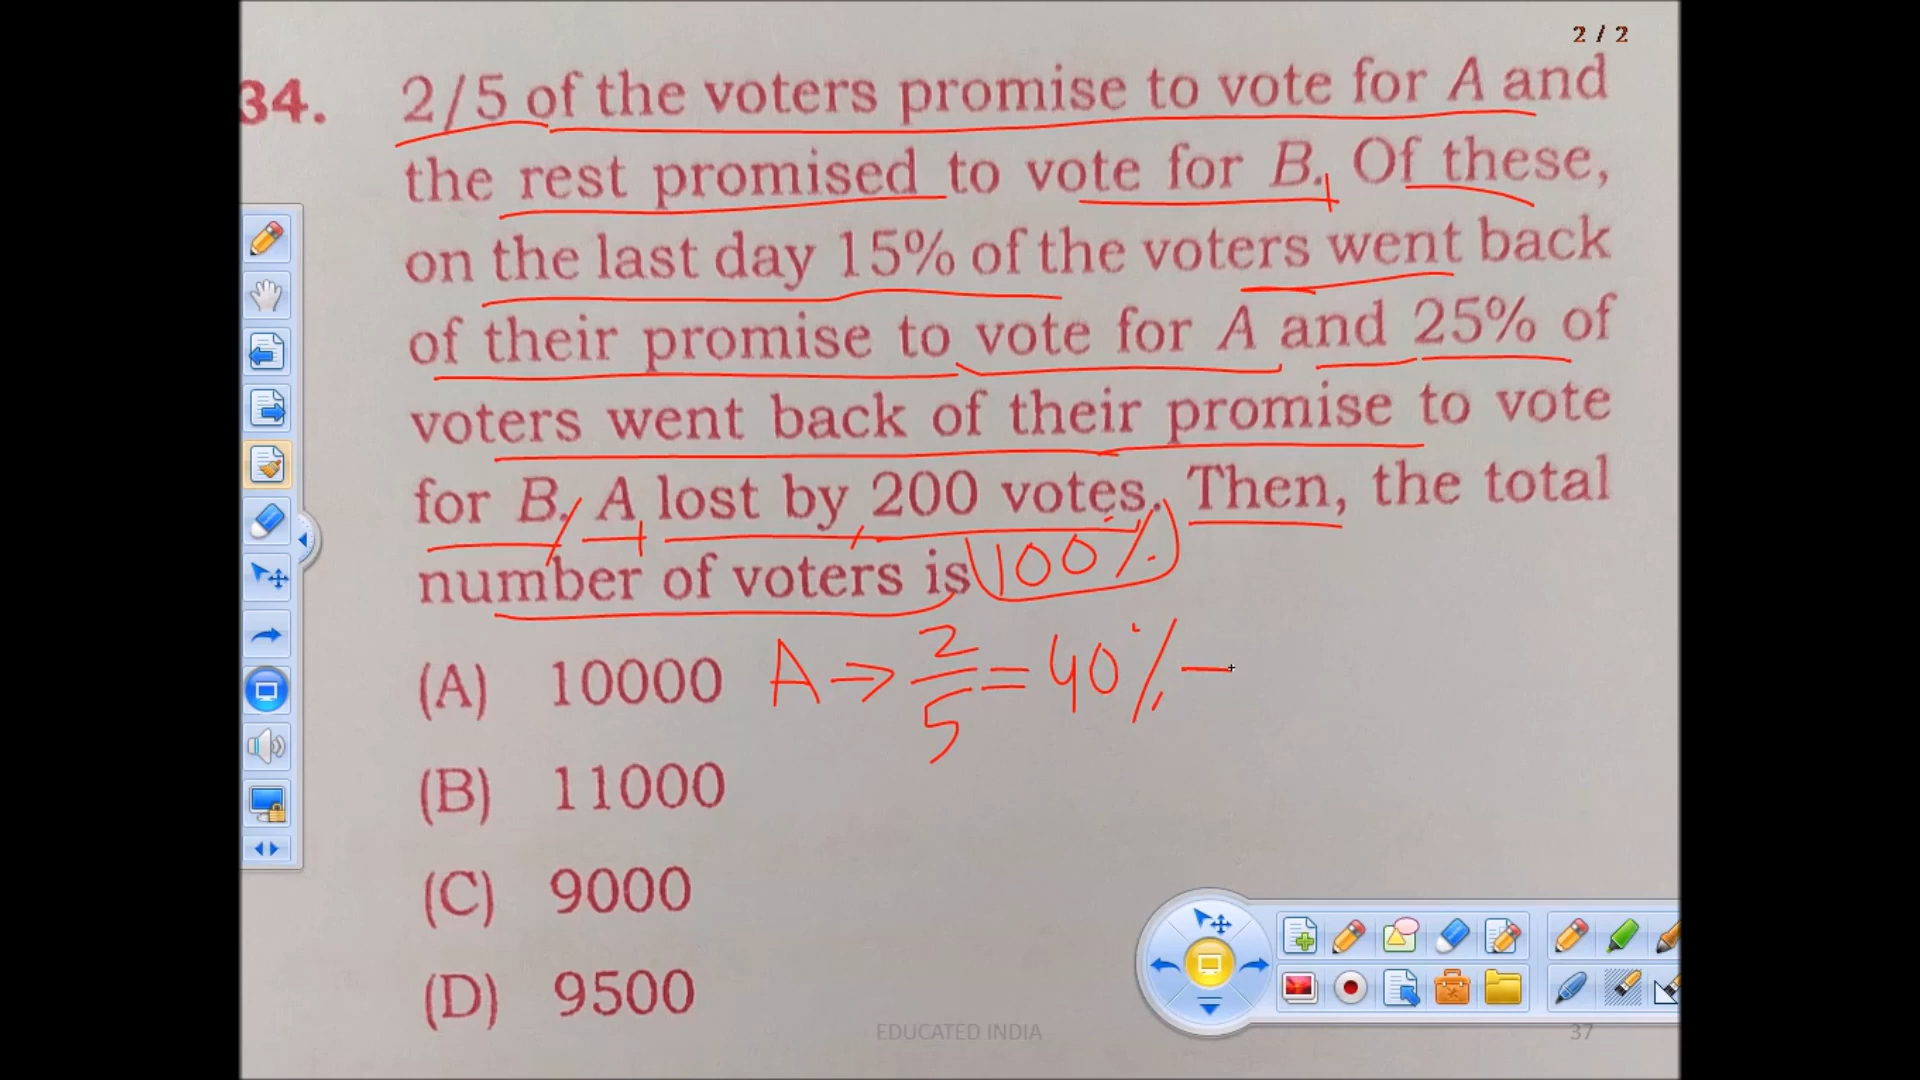 2 / 2
34. 2/5 of the voters promise to vote for A and
the rest promised to vote for B. Of these,
on the last day 15% of the voters went back
of their promise to vote for A and 25% of
voters went back of their promise to vote
for B. A lost by 200 votes. Then, the total
number of voters is 100%
(A) 10000 A → 2/5 = 40% –
(B) 11000
(C) 9000
(D) 9500
EDUCATED INDIA 37